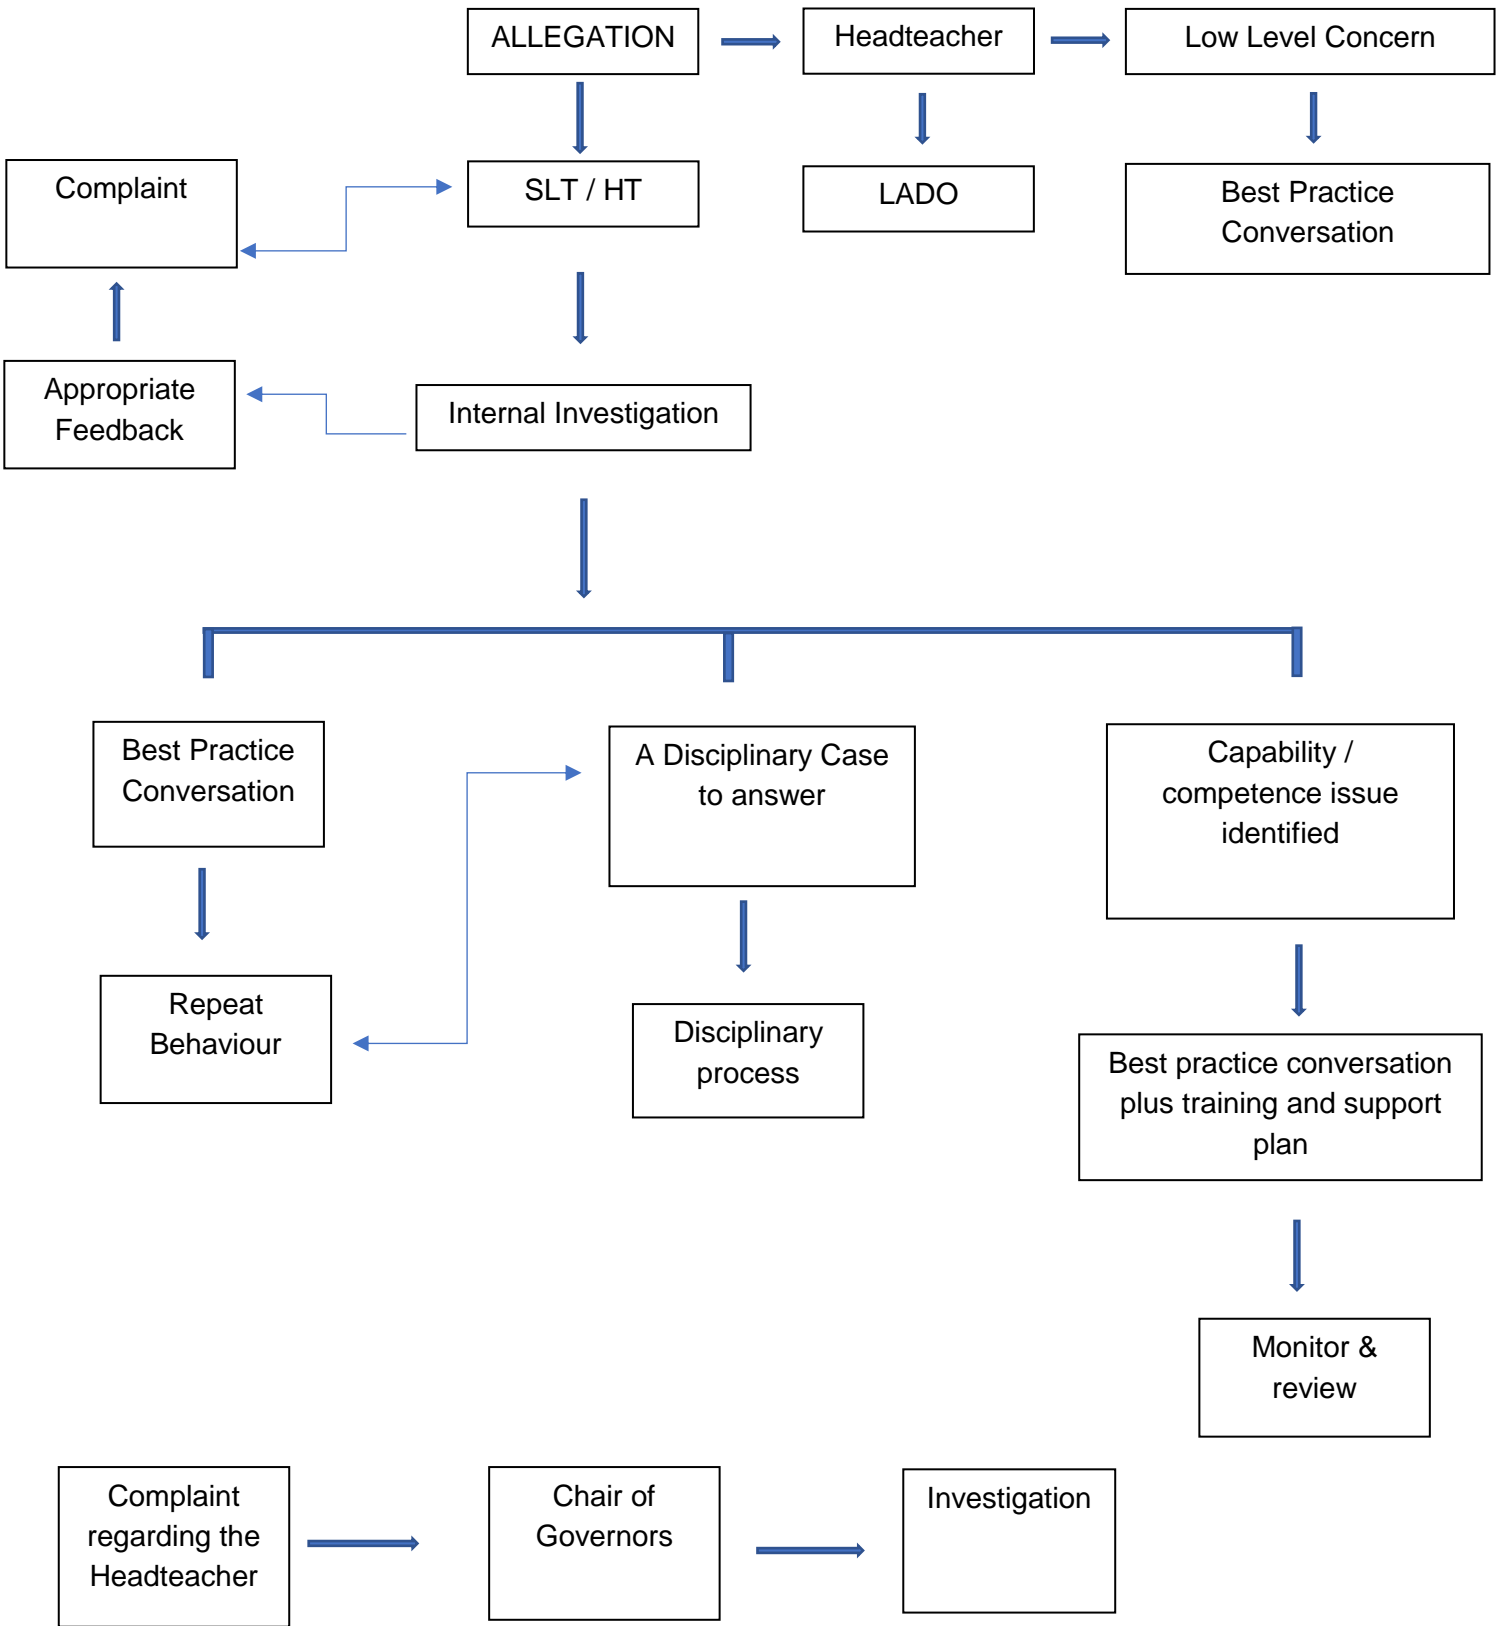 ALLEGATION
Headteacher
Low Level Concern
Complaint
SLT / HT
LADO
Best Practice
Conversation
Appropriate
Feedback
Internal Investigation
Best Practice
Conversation
A Disciplinary Case
to answer
Capability /
competence issue
identified
Repeat
Behaviour
Disciplinary
process
Best practice conversation
plus training and support
plan
Monitor &
review
Complaint
regarding the
Headteacher
Chair of
Governors
Investigation